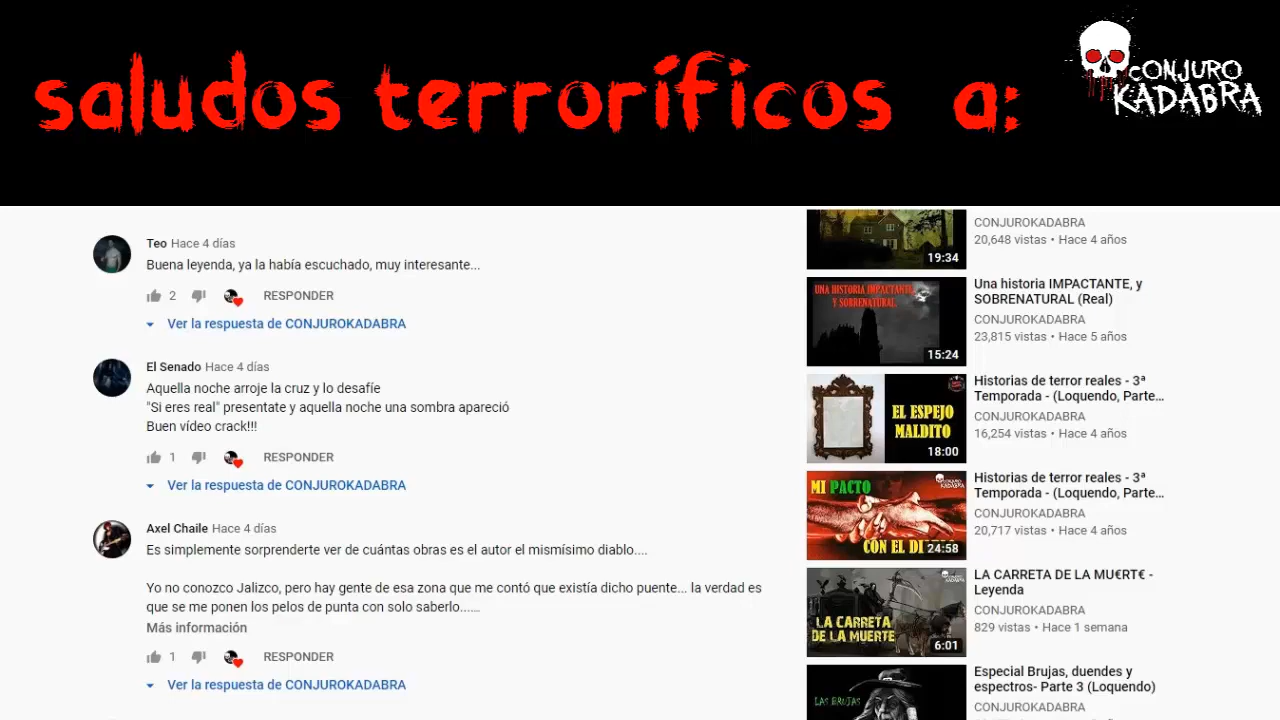 saludos terroríficos a:
CONJURO
KADABRA
Teo Hace 4 días
Buena leyenda, ya la había escuchado, muy interesante...
2 RESPONDER
Ver la respuesta de CONJUROKADABRA
El Senado Hace 4 días
Aquella noche arroje la cruz y lo desafíe
"Si eres real" presentate y aquella noche una sombra apareció
Buen vídeo crack!!!
1 RESPONDER
Ver la respuesta de CONJUROKADABRA
Axel Chaile Hace 4 días
Es simplemente sorprenderte ver de cuántas obras es el autor el mismísimo diablo....
Yo no conozco Jalizco, pero hay gente de esa zona que me contó que existía dicho puente... la verdad es
que se me ponen los pelos de punta con solo saberlo......
Más información
1 RESPONDER
Ver la respuesta de CONJUROKADABRA
19:34
CONJUROKADABRA
20,648 vistas • Hace 4 años
UNA HISTORIA IMPACTANTE,
Y SOBRENATURAL
15:24
Una historia IMPACTANTE, y
SOBRENATURAL (Real)
CONJUROKADABRA
23,815 vistas • Hace 5 años
EL ESPEJO
MALDITO
18:00
Historias de terror reales - 3ª
Temporada - (Loquendo, Parte...
CONJUROKADABRA
16,254 vistas • Hace 4 años
MI PACTO
CON EL DI
24:58
Historias de terror reales - 3ª
Temporada - (Loquendo, Parte...
CONJUROKADABRA
20,717 vistas • Hace 4 años
LA CARRETA
DE LA MUERTE
6:01
LA CARRETA DE LA MU€RT€ -
Leyenda
CONJUROKADABRA
829 vistas • Hace 1 semana
LAS BRUJAS
Especial Brujas, duendes y
espectros- Parte 3 (Loquendo)
CONJUROKADABRA